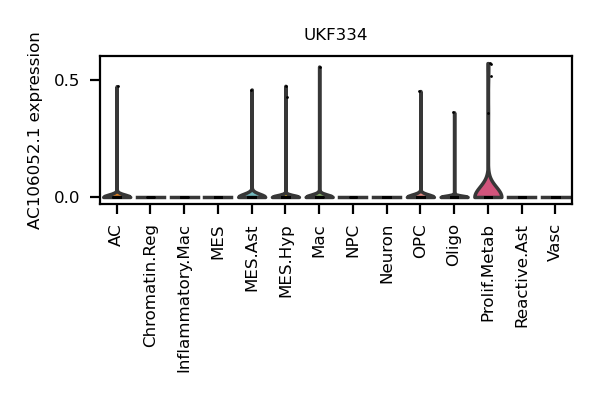 UKF334
AC106052.1 expression
0.5
0.0
AC
Chromatin.Reg
Inflammatory.Mac
MES
MES.Ast
MES.Hyp
Mac
NPC
Neuron
OPC
Oligo
Prolif.Metab
Reactive.Ast
Vasc